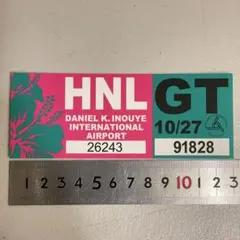 HNL
DANIEL K. INOUYE
INTERNATIONAL
AIRPORT
26243
GT
10/27
91828
1 2 3 4 5 6 7 8 9 10 1 2 3